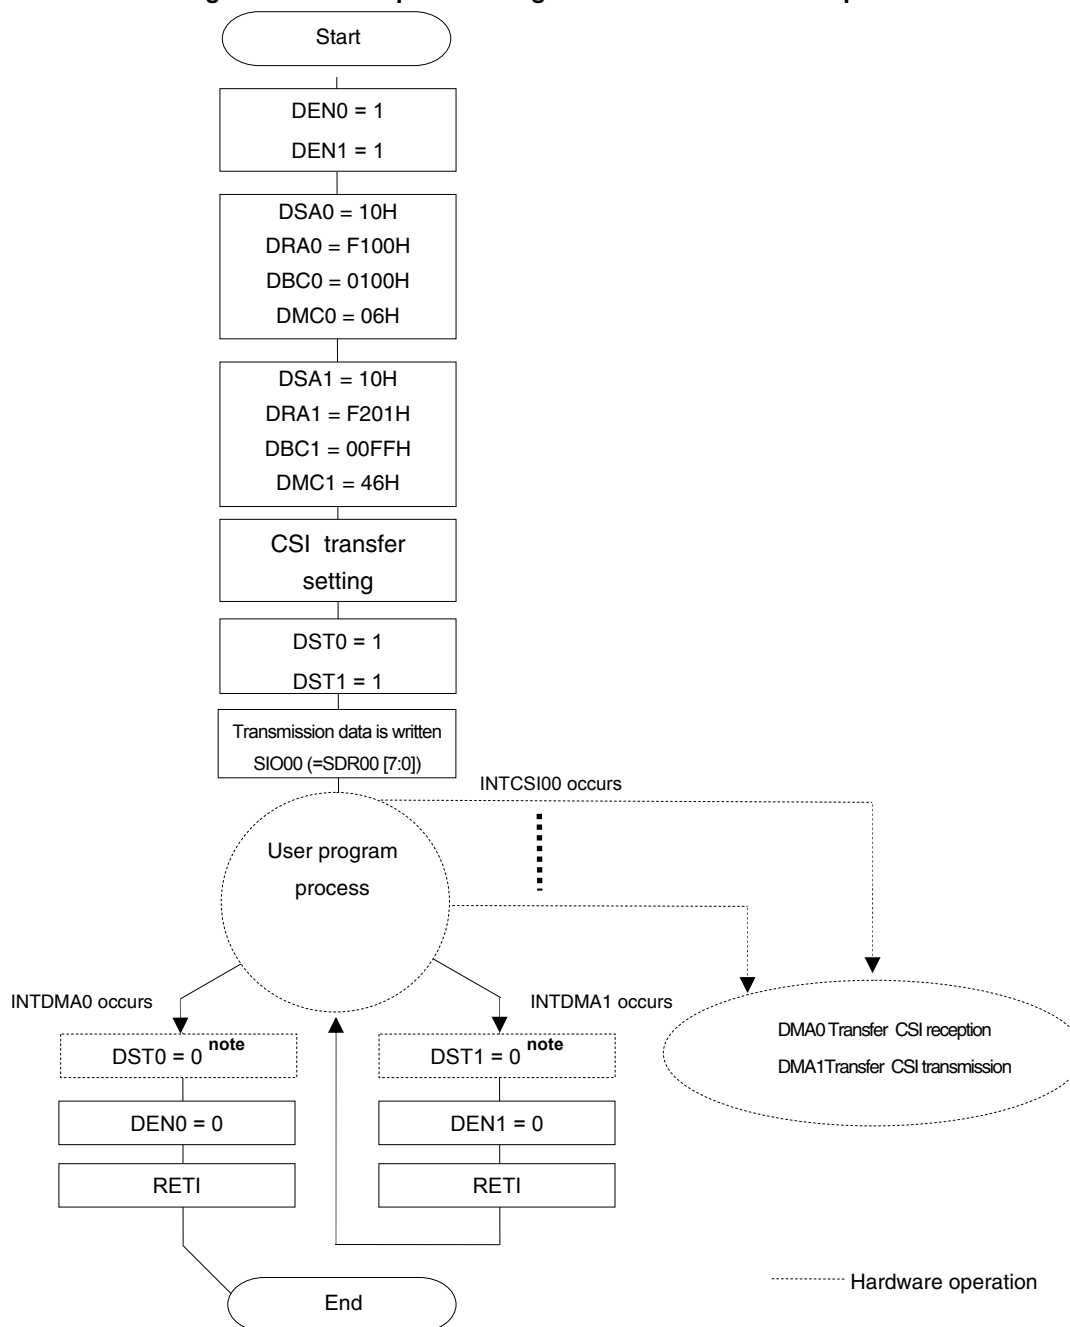 Start
DEN0 = 1
DEN1 = 1
DSA0 = 10H
DRA0 = F100H
DBC0 = 0100H
DMC0 = 06H
DSA1 = 10H
DRA1 = F201H
DBC1 = 00FFH
DMC1 = 46H
CSI transfer
setting
DST0 = 1
DST1 = 1
Transmission data is written
SIO00 (=SDR00 [7:0])
INTCSI00 occurs
User program
process
INTDMA0 occurs
INTDMA1 occurs
DST0 = 0 note
DST1 = 0 note
DMA0 Transfer CSI reception
DMA1Transfer CSI transmission
DEN0 = 0
DEN1 = 0
RETI
RETI
Hardware operation
End